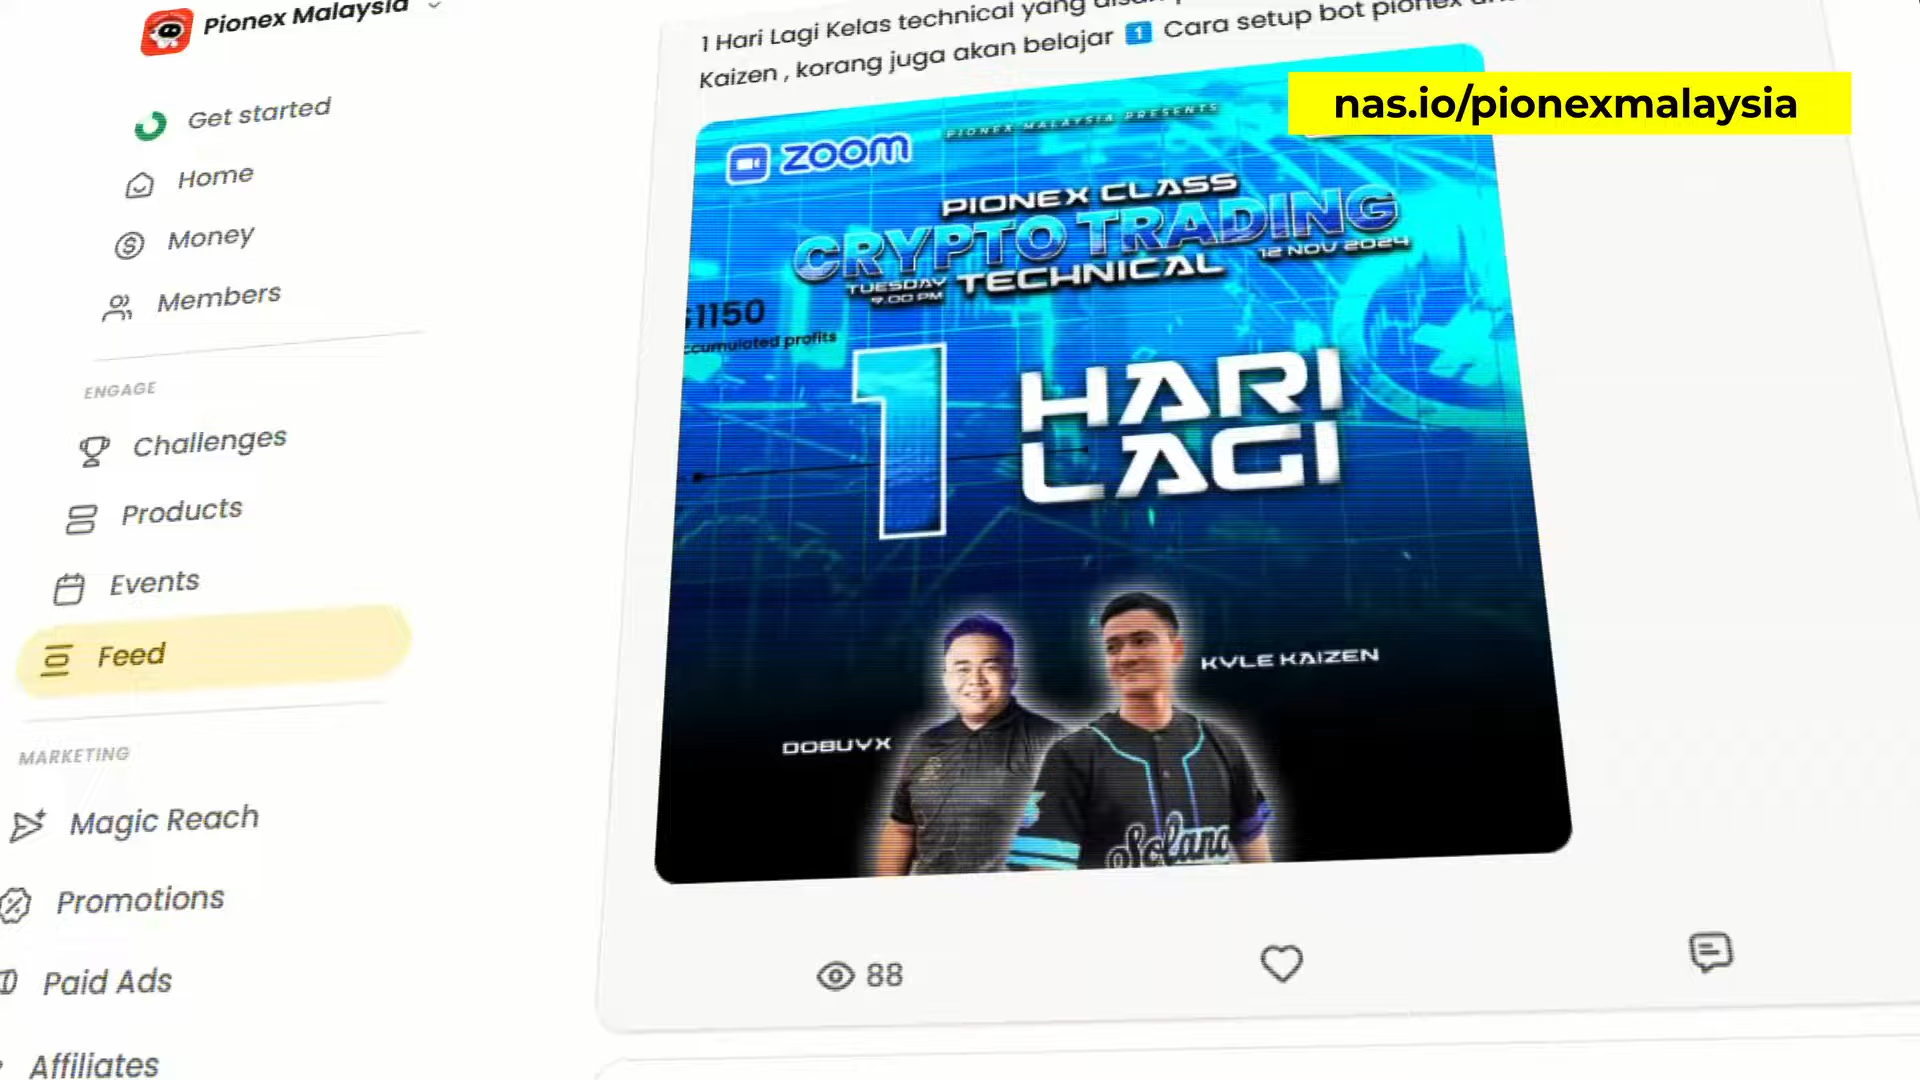 Pionex Malaysia
Get started
Home
Money
Members
ENGAGE
Challenges
Products
Events
Feed
MARKETING
Magic Reach
Promotions
Paid Ads
Affiliates
1 Hari Lagi Kelas technical yang
Kaizen , korang juga akan belajar 1 Cara setup bot pionex
nas.io/pionexmalaysia
zoom
PIONEX MALAYSIA PRESENTS
PIONEX CLASS
CRYPTO TRADING
TUESDAY
9.00 PM
TECHNICAL
12 NOV 2024
$1150
accumulated profits
1 HARI
LAGI
KYLE KAIZEN
DOBUYX
Solana
88